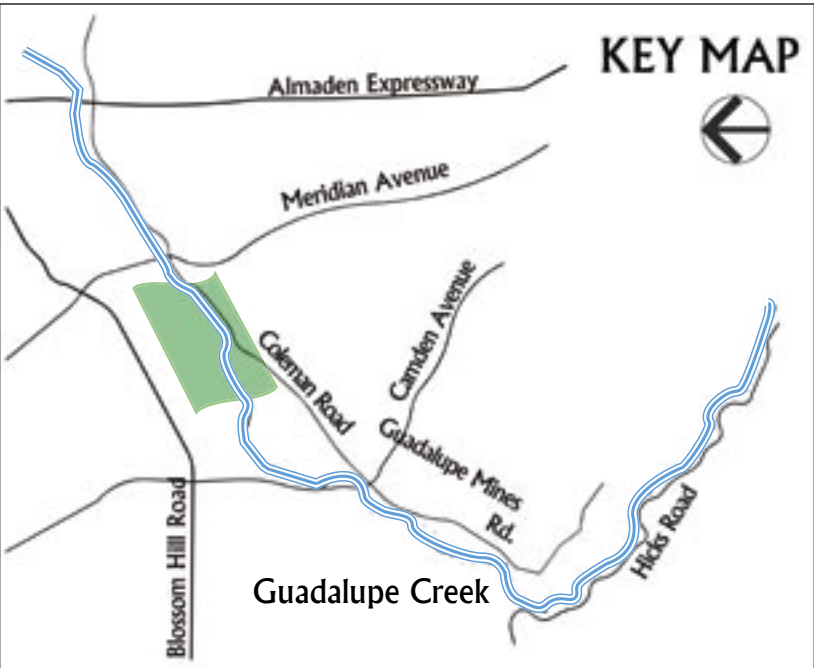 KEY MAP
Almaden Expressway
Meridian Avenue
Camden Avenue
Coleman Road
Guadalupe Mines
Rd.
Hicks Road
Blossom Hill Road
Guadalupe Creek